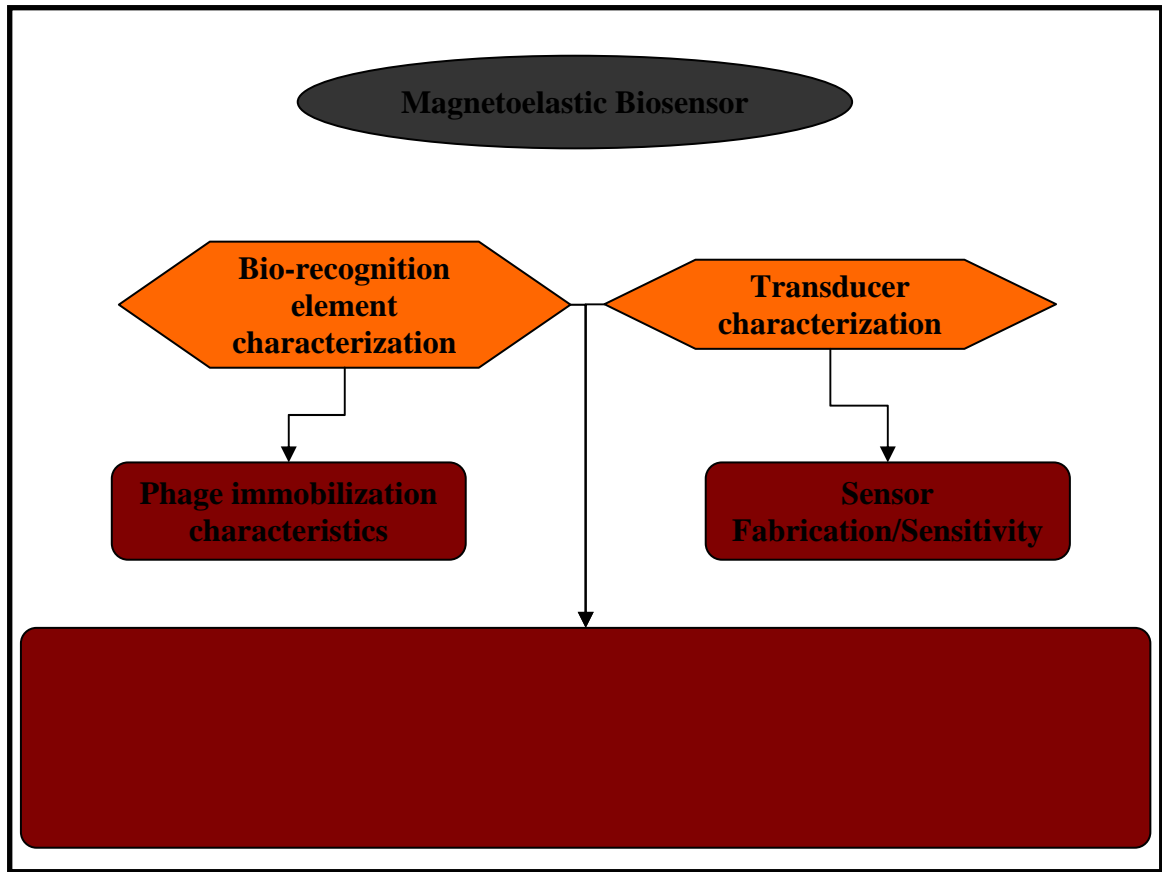 Magnetoelastic Biosensor
Bio-recognition
element
characterization
Transducer
characterization
Phage immobilization
characteristics
Sensor
Fabrication/Sensitivity